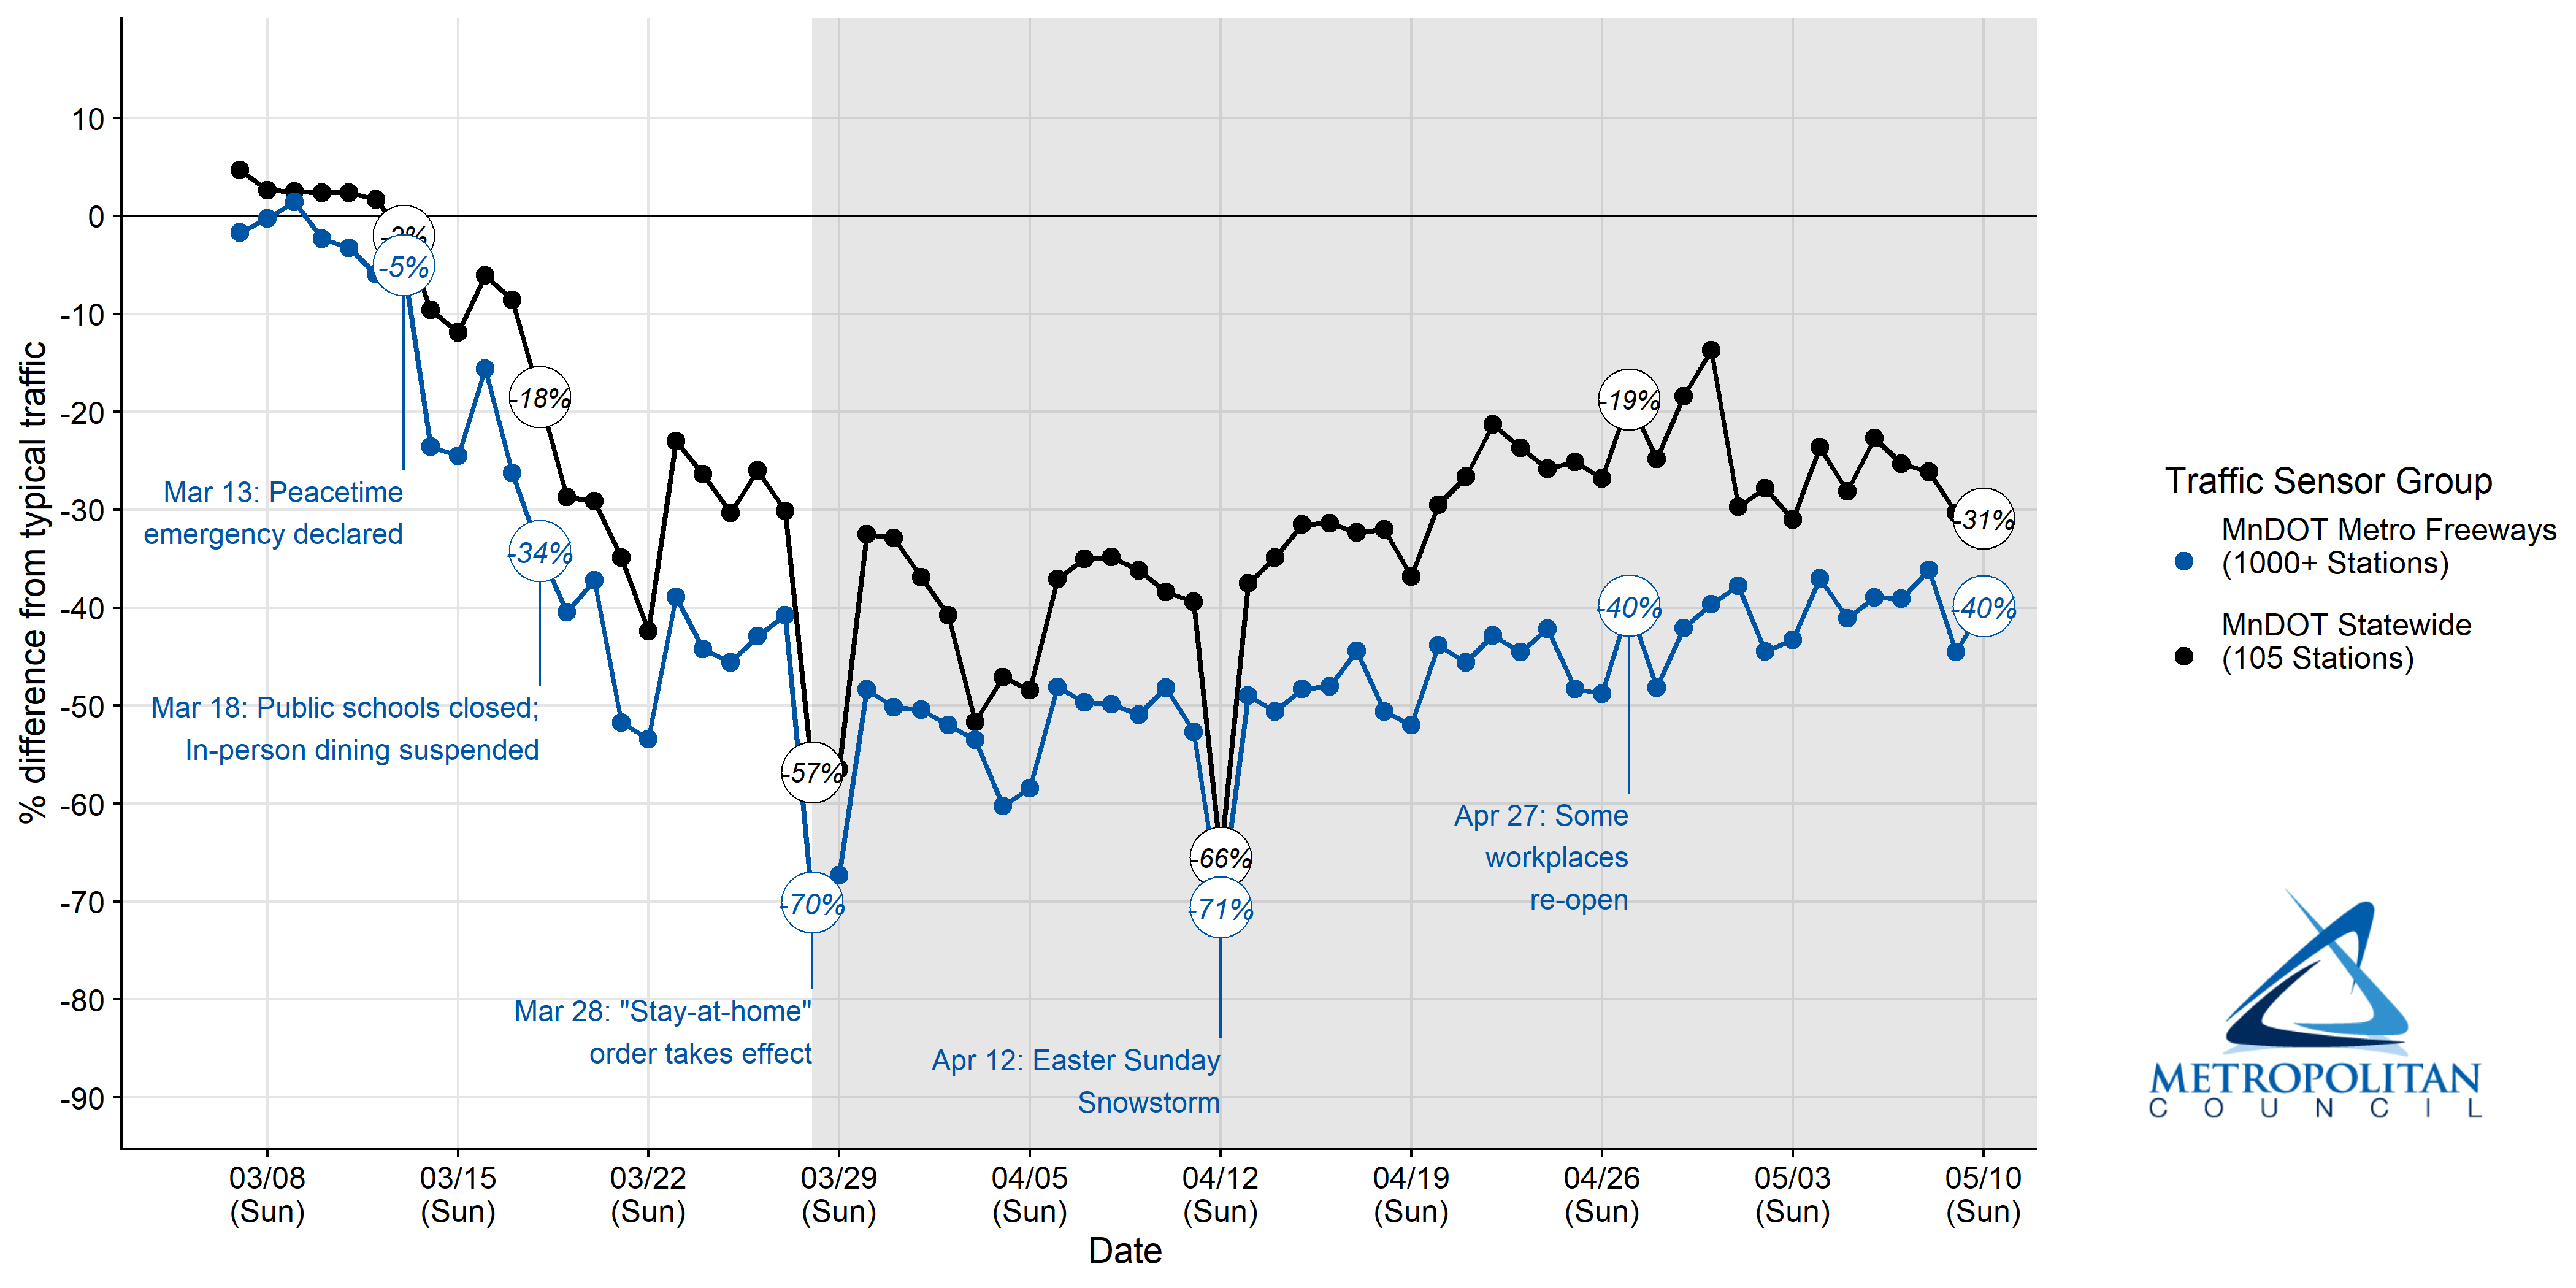 10
0
-10
-20
-30
-40
-50
-60
-70
-80
-90
% difference from typical traffic
-2%
-5%
-18%
-34%
-57%
-70%
-66%
-71%
-19%
-40%
-31%
-40%
Mar 13: Peacetime
emergency declared
Mar 18: Public schools closed;
In-person dining suspended
Mar 28: "Stay-at-home"
order takes effect
Apr 12: Easter Sunday
Snowstorm
Apr 27: Some
workplaces
re-open
03/08
(Sun)
03/15
(Sun)
03/22
(Sun)
03/29
(Sun)
04/05
(Sun)
04/12
(Sun)
04/19
(Sun)
04/26
(Sun)
05/03
(Sun)
05/10
(Sun)
Date
Traffic Sensor Group
MnDOT Metro Freeways
(1000+ Stations)
MnDOT Statewide
(105 Stations)
METROPOLITAN
COUNCIL